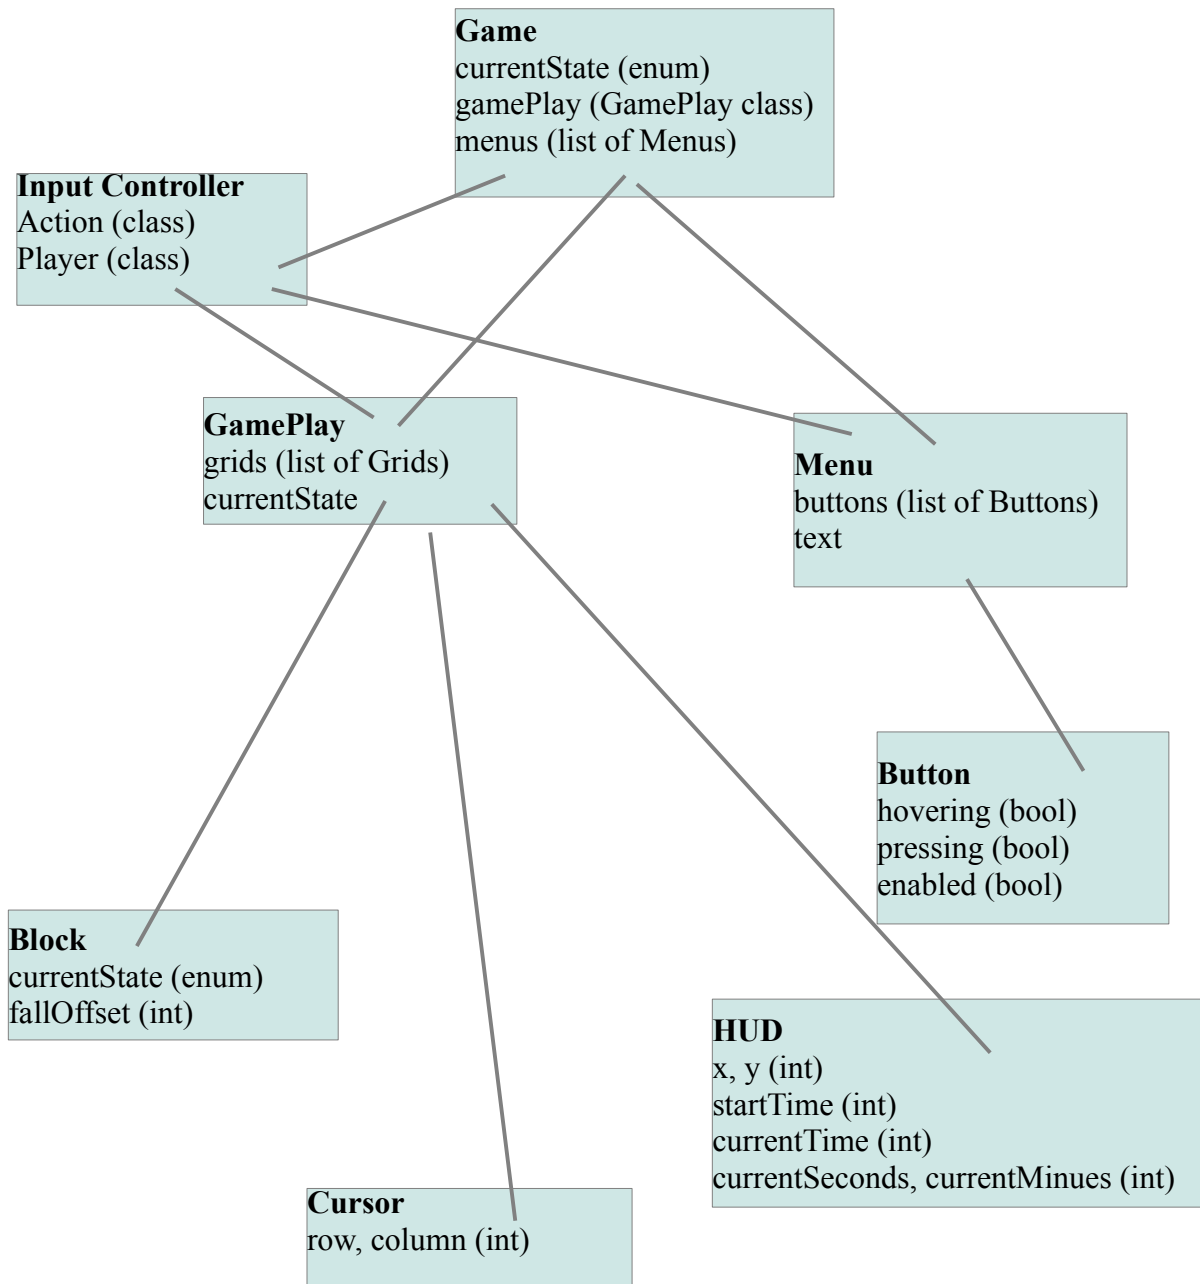 Game
currentState (enum)
gamePlay (GamePlay class)
menus (list of Menus)
Input Controller
Action (class)
Player (class)
GamePlay
grids (list of Grids)
currentState
Menu
buttons (list of Buttons)
text
Button
hovering (bool)
pressing (bool)
enabled (bool)
Block
currentState (enum)
fallOffset (int)
HUD
x, y (int)
startTime (int)
currentTime (int)
currentSeconds, currentMinues (int)
Cursor
row, column (int)